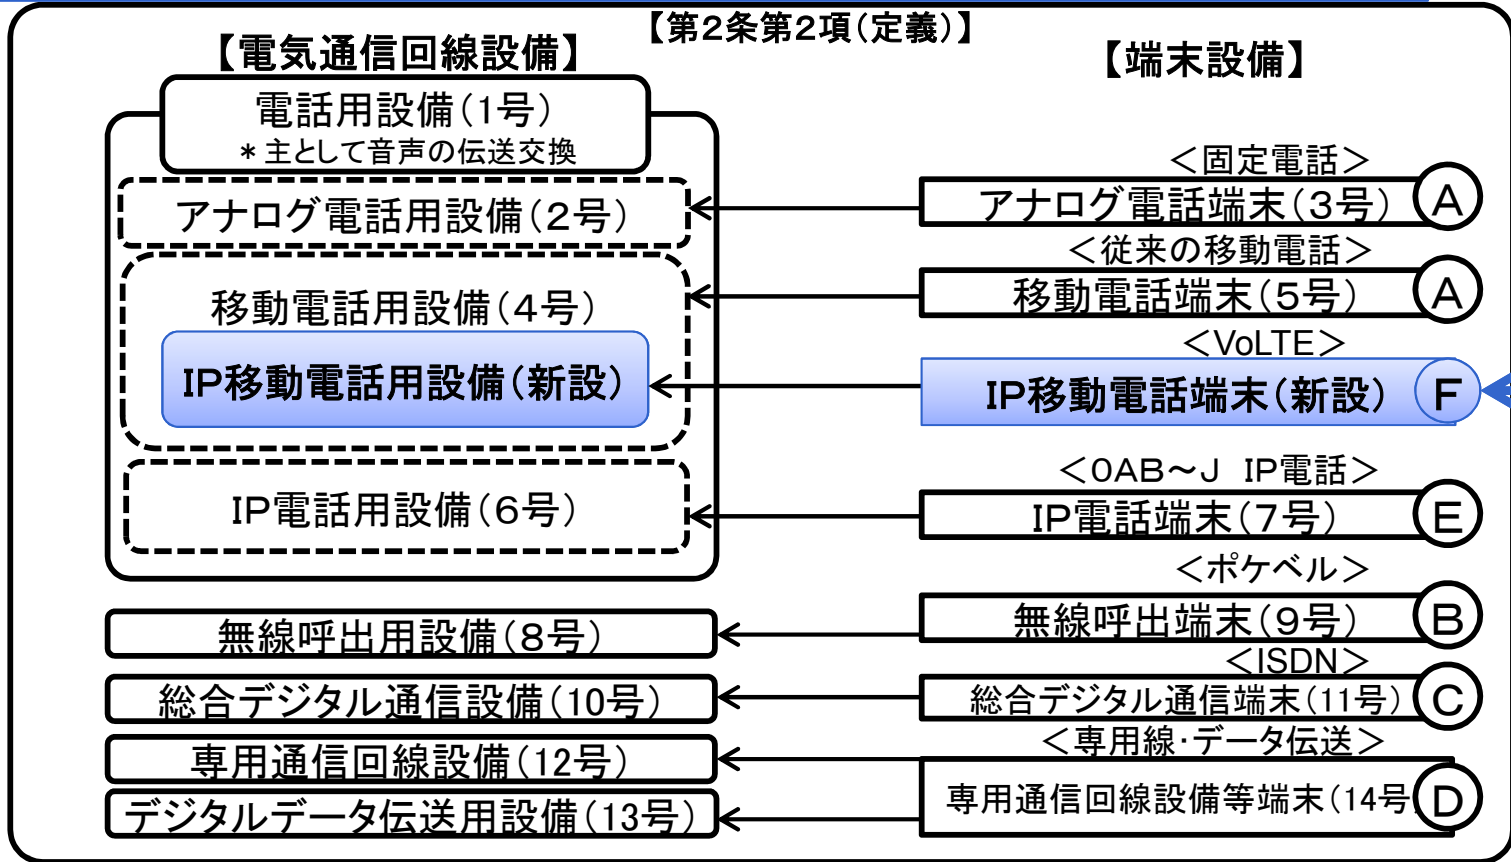 【第2条第2項(定義)】
【電気通信回線設備】
【端末設備】
電話用設備(1号)
*主として音声の伝送交換
<固定電話>
アナログ電話用設備(2号)
アナログ電話端末(3号)
A
<従来の移動電話>
移動電話用設備(4号)
移動電話端末(5号)
A
<VoLTE>
IP移動電話用設備(新設)
IP移動電話端末(新設)
F
<0AB~J IP電話>
IP電話用設備(6号)
IP電話端末(7号)
E
<ポケベル>
無線呼出用設備(8号)
無線呼出端末(9号)
B
<ISDN>
総合デジタル通信設備(10号)
総合デジタル通信端末(11号)
C
<専用線・データ伝送>
専用通信回線設備(12号)
専用通信回線設備等端末(14号
D
デジタルデータ伝送用設備(13号)